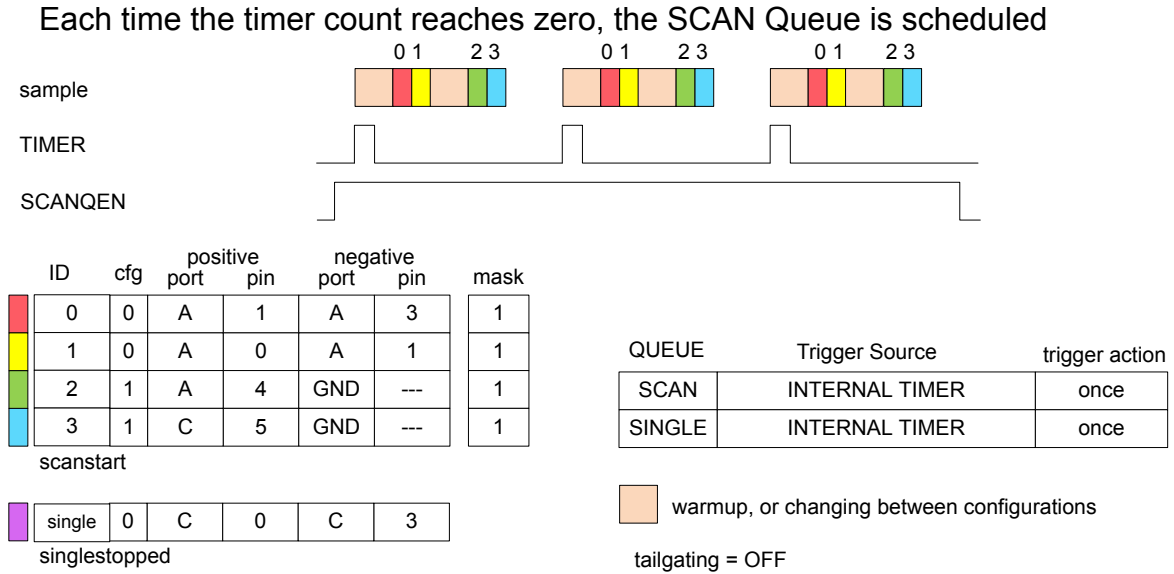 Each time the timer count reaches zero, the SCAN Queue is scheduled
0 1 2 3 0 1 2 3 0 1 2 3
sample
TIMER
SCANQEN
positive negative
ID cfg port pin port pin mask
0 0 A 1 A 3 1
1 0 A 0 A 1 1
2 1 A 4 GND --- 1
3 1 C 5 GND --- 1
scanstart
single 0 C 0 C 3
singlestopped
QUEUE Trigger Source trigger action
SCAN INTERNAL TIMER once
SINGLE INTERNAL TIMER once
warmup, or changing between configurations
tailgating = OFF